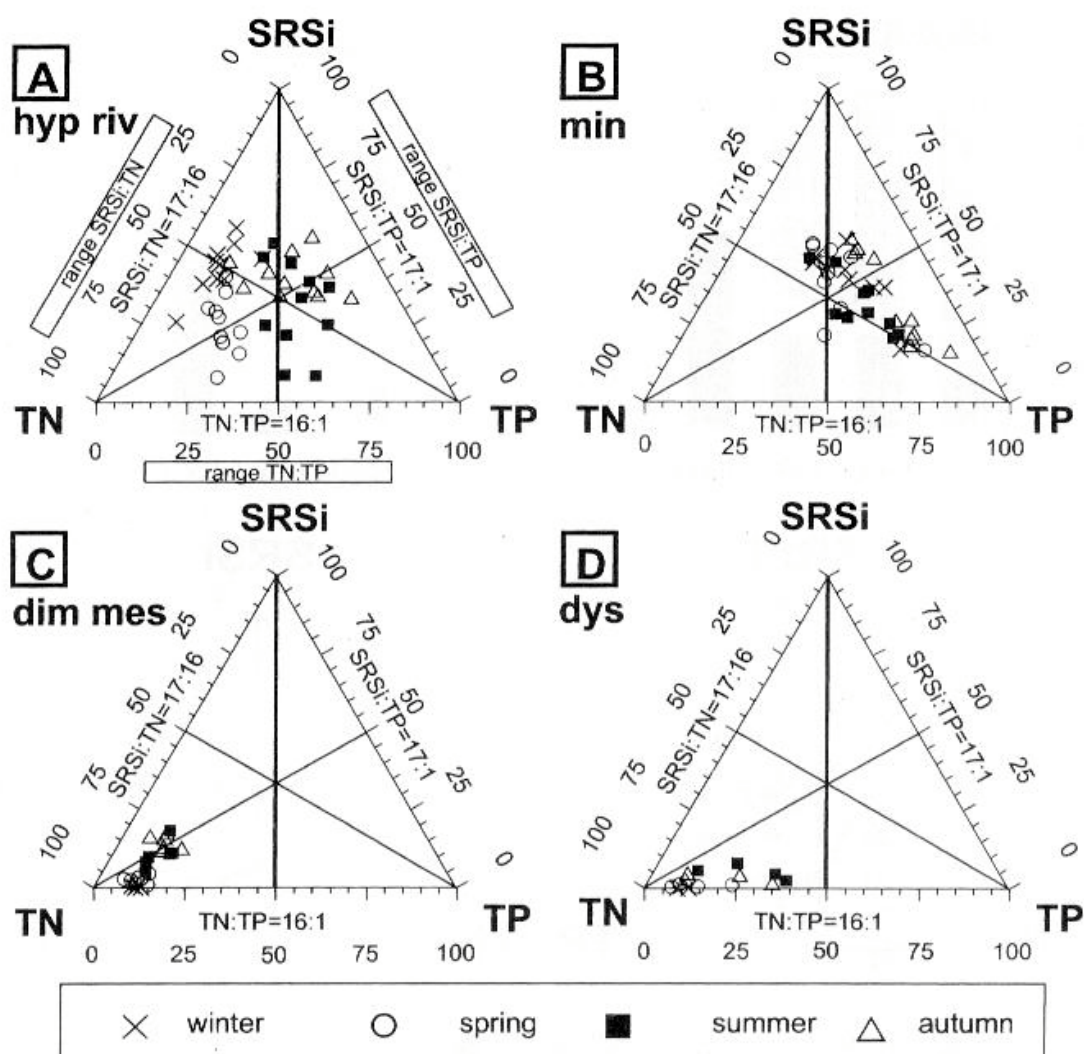 SRSi
A
hyp riv
0
100
25
75
50
50
75
25
100
0
range SRSi:TN
SRSi:TN=17:16
SRSi:TP=17:1
range SRSi:TP
TN
TP
TN:TP=16:1
0 25 50 75 100
range TN:TP
SRSi
B
min
0
100
25
75
50
50
75
25
100
0
SRSi:TN=17:16
SRSi:TP=17:1
TN
TP
TN:TP=16:1
0 25 50 75 100
SRSi
C
dim mes
0
100
25
75
50
50
75
25
100
0
SRSi:TN=17:16
SRSi:TP=17:1
TN
TP
TN:TP=16:1
0 25 50 75 100
SRSi
D
dys
0
100
25
75
50
50
75
25
100
0
SRSi:TN=17:16
SRSi:TP=17:1
TN
TP
TN:TP=16:1
0 25 50 75 100
winter spring summer autumn